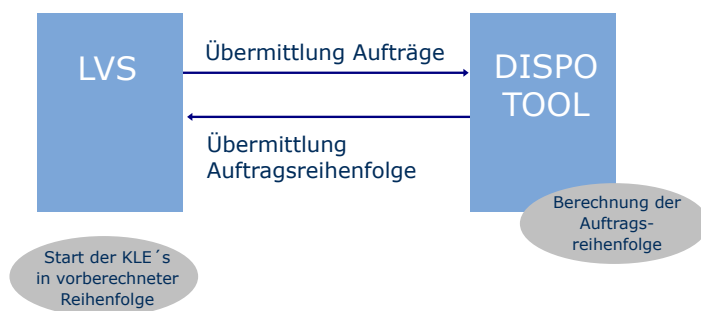 LVS
Übermittlung Aufträge
DISPO
TOOL
Übermittlung
Auftragsreihenfolge
Berechnung der
Auftrags-
reihenfolge
Start der KLE´s
in vorberechneter
Reihenfolge